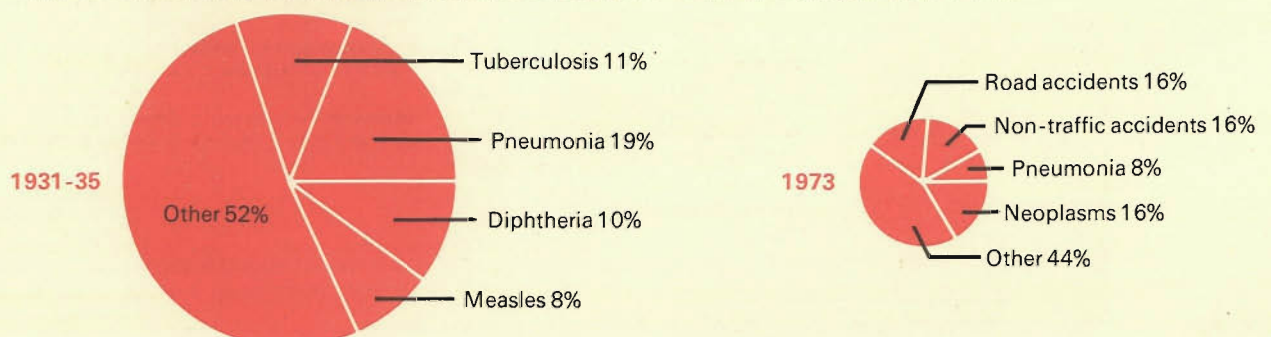 1931-35
Tuberculosis 11%
Pneumonia 19%
Other 52%
Diphtheria 10%
Measles 8%
1973
Road accidents 16%
Non-traffic accidents 16%
Pneumonia 8%
Neoplasms 16%
Other 44%